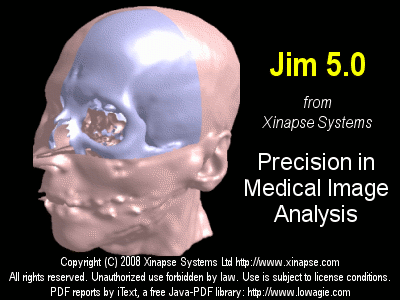 Jim 5.0
from
Xinapse Systems
Precision in
Medical Image
Analysis
Copyright (C) 2008 Xinapse Systems Ltd http://www.xinapse.com
All rights reserved. Unauthorized use forbidden by law. Use is subject to license conditions.
PDF reports by iText, a free Java-PDF library: http://www.lowagie.com